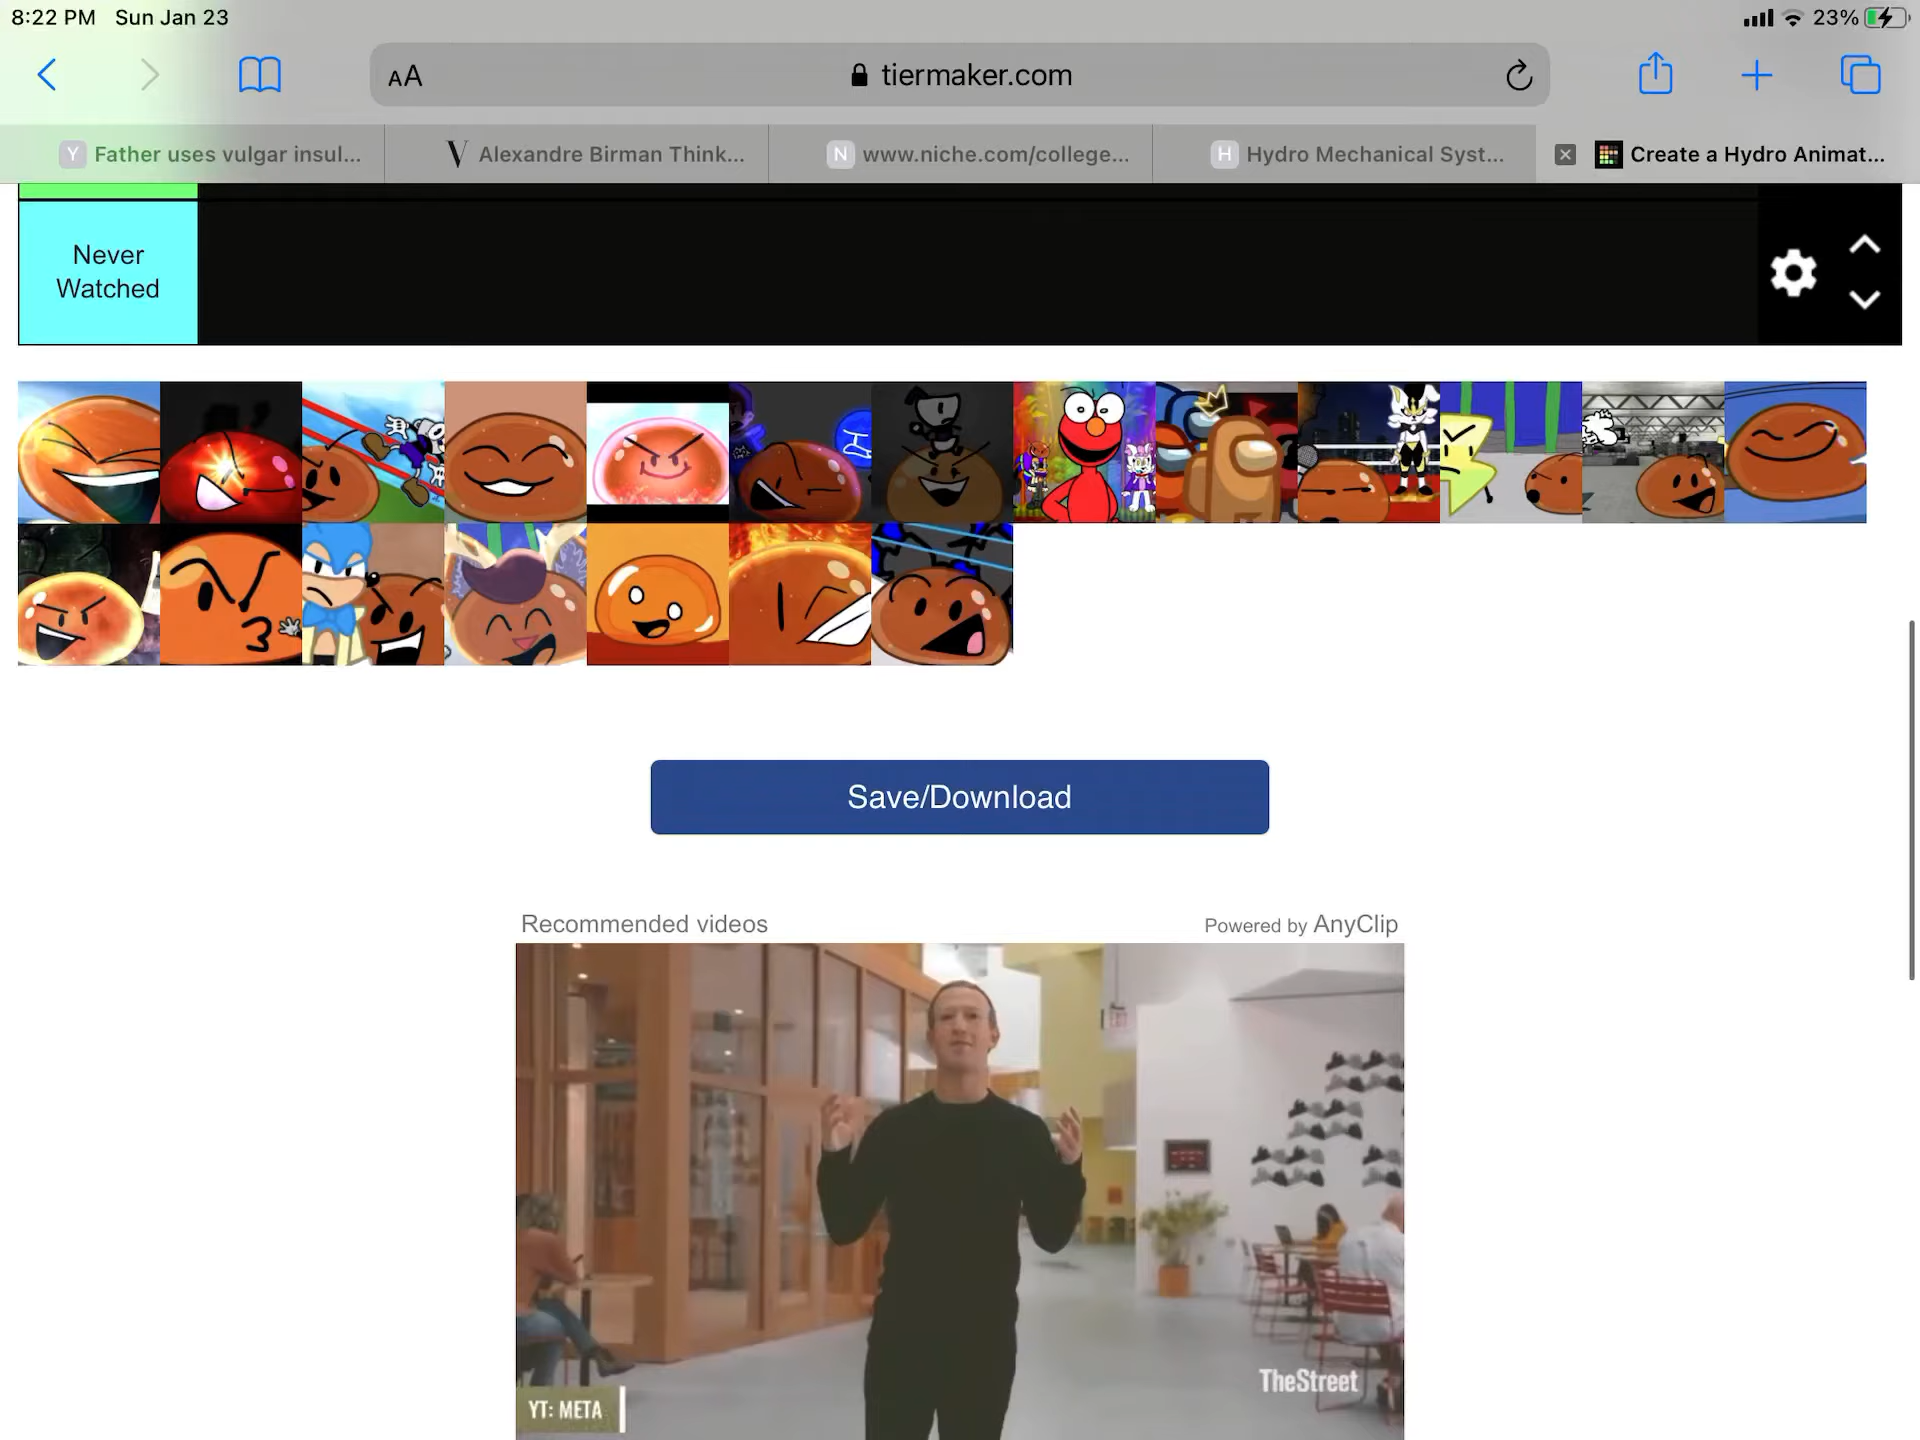 8:22 PM Sun Jan 23
23%
AA
tiermaker.com
Y Father uses vulgar insul...
V Alexandre Birman Think...
N www.niche.com/college...
H Hydro Mechanical Syst...
Create a Hydro Animat...
Never
Watched
Save/Download
Recommended videos
Powered by AnyClip
TheStreet
YT: META